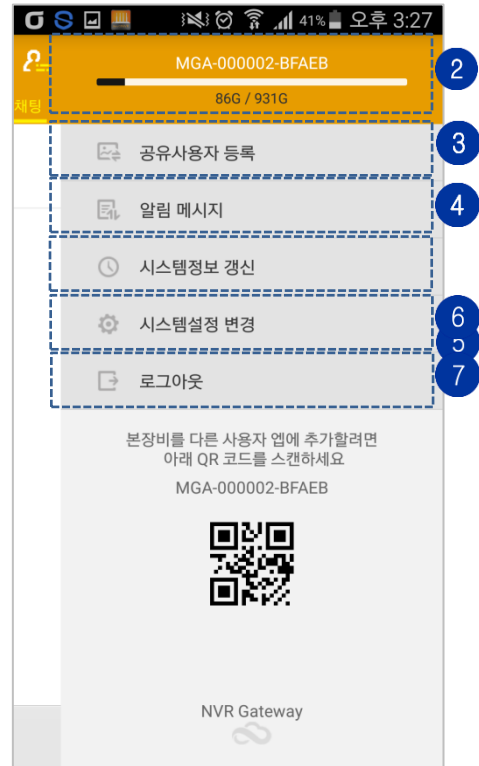 41% 오후 3:27
MGA-000002-BFAEB
2
86G / 931G
채팅
공유사용자 등록
3
알림 메시지
4
시스템정보 갱신
시스템설정 변경
6
5
로그아웃
7
본장비를 다른 사용자 앱에 추가할려면
아래 QR 코드를 스캔하세요
MGA-000002-BFAEB
NVR Gateway